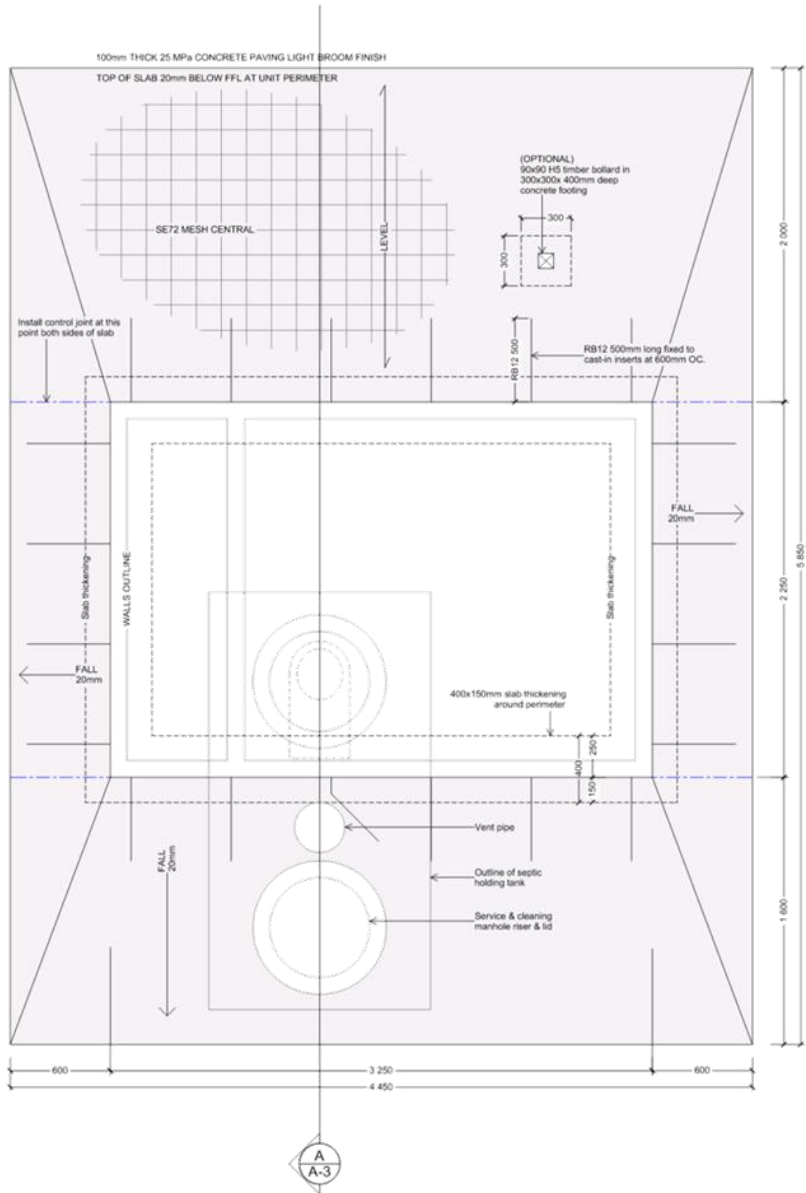 100mm THICK 25 MPa CONCRETE PAVING LIGHT BROOM FINISH
TOP OF SLAB 20mm BELOW FFL AT UNIT PERIMETER
(OPTIONAL)
90x90 H5 timber bollard in
300x300x 400mm deep
concrete footing
300
300
SE72 MESH CENTRAL
LEVEL
2 000
Install control joint at this
point both sides of slab
RB12 500
RB12 500mm long fixed to
cast-in inserts at 600mm OC.
FALL
20mm
5 850
Slab thickening
WALLS OUTLINE
Slab thickening
2 250
FALL
20mm
400x150mm slab thickening
around perimeter
400
250
150
Vent pipe
FALL
20mm
Outline of septic
holding tank
Service & cleaning
manhole riser & lid
1 600
600
3 250
600
4 450
A
A-3